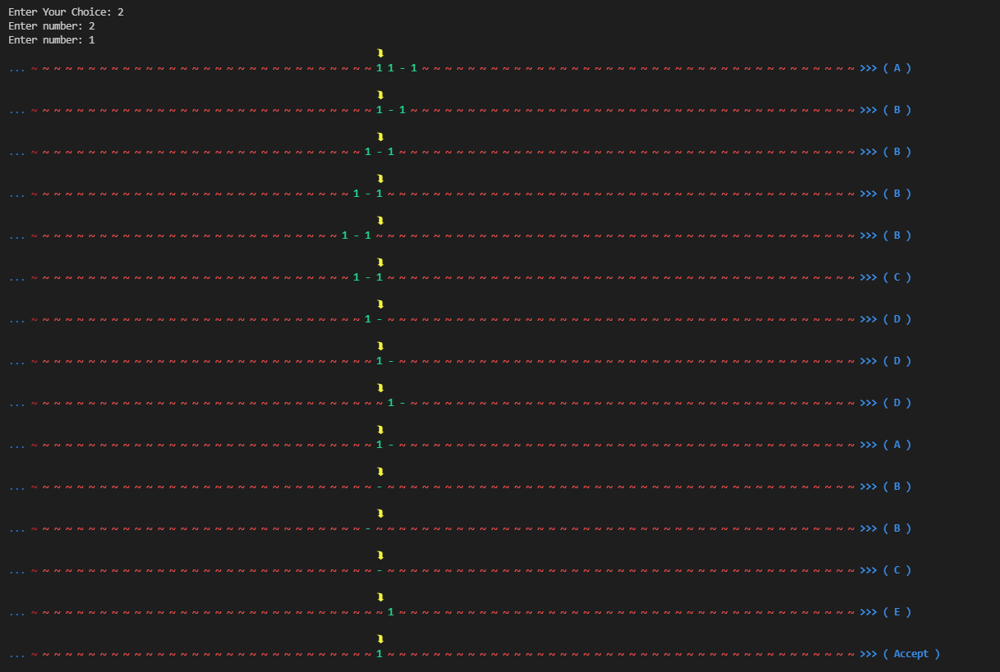 Enter Your Choice: 2
Enter number: 2
Enter number: 1
... ~ ~ ~ ~ ~ ~ ~ ~ ~ ~ ~ ~ ~ ~ ~ ~ ~ ~ ~ ~ ~ ~ ~ ~ ~ ~ ~ ~ ~ ~ 1 1 - 1 ~ ~ ~ ~ ~ ~ ~ ~ ~ ~ ~ ~ ~ ~ ~ ~ ~ ~ ~ ~ ~ ~ ~ ~ ~ ~ ~ ~ ~ ~ ~ ~ ~ ~ ~ ~ ~ ~ >>> ( A )
... ~ ~ ~ ~ ~ ~ ~ ~ ~ ~ ~ ~ ~ ~ ~ ~ ~ ~ ~ ~ ~ ~ ~ ~ ~ ~ ~ ~ ~ ~ 1 - 1 ~ ~ ~ ~ ~ ~ ~ ~ ~ ~ ~ ~ ~ ~ ~ ~ ~ ~ ~ ~ ~ ~ ~ ~ ~ ~ ~ ~ ~ ~ ~ ~ ~ ~ ~ ~ ~ ~ ~ >>> ( B )
... ~ ~ ~ ~ ~ ~ ~ ~ ~ ~ ~ ~ ~ ~ ~ ~ ~ ~ ~ ~ ~ ~ ~ ~ ~ ~ ~ ~ ~ 1 - 1 ~ ~ ~ ~ ~ ~ ~ ~ ~ ~ ~ ~ ~ ~ ~ ~ ~ ~ ~ ~ ~ ~ ~ ~ ~ ~ ~ ~ ~ ~ ~ ~ ~ ~ ~ ~ ~ ~ ~ ~ >>> ( B )
... ~ ~ ~ ~ ~ ~ ~ ~ ~ ~ ~ ~ ~ ~ ~ ~ ~ ~ ~ ~ ~ ~ ~ ~ ~ ~ ~ ~ 1 - 1 ~ ~ ~ ~ ~ ~ ~ ~ ~ ~ ~ ~ ~ ~ ~ ~ ~ ~ ~ ~ ~ ~ ~ ~ ~ ~ ~ ~ ~ ~ ~ ~ ~ ~ ~ ~ ~ ~ ~ ~ ~ >>> ( B )
... ~ ~ ~ ~ ~ ~ ~ ~ ~ ~ ~ ~ ~ ~ ~ ~ ~ ~ ~ ~ ~ ~ ~ ~ ~ ~ ~ 1 - 1 ~ ~ ~ ~ ~ ~ ~ ~ ~ ~ ~ ~ ~ ~ ~ ~ ~ ~ ~ ~ ~ ~ ~ ~ ~ ~ ~ ~ ~ ~ ~ ~ ~ ~ ~ ~ ~ ~ ~ ~ ~ ~ >>> ( B )
... ~ ~ ~ ~ ~ ~ ~ ~ ~ ~ ~ ~ ~ ~ ~ ~ ~ ~ ~ ~ ~ ~ ~ ~ ~ ~ ~ ~ 1 - 1 ~ ~ ~ ~ ~ ~ ~ ~ ~ ~ ~ ~ ~ ~ ~ ~ ~ ~ ~ ~ ~ ~ ~ ~ ~ ~ ~ ~ ~ ~ ~ ~ ~ ~ ~ ~ ~ ~ ~ ~ ~ >>> ( C )
... ~ ~ ~ ~ ~ ~ ~ ~ ~ ~ ~ ~ ~ ~ ~ ~ ~ ~ ~ ~ ~ ~ ~ ~ ~ ~ ~ ~ ~ 1 - ~ ~ ~ ~ ~ ~ ~ ~ ~ ~ ~ ~ ~ ~ ~ ~ ~ ~ ~ ~ ~ ~ ~ ~ ~ ~ ~ ~ ~ ~ ~ ~ ~ ~ ~ ~ ~ ~ ~ ~ ~ >>> ( D )
... ~ ~ ~ ~ ~ ~ ~ ~ ~ ~ ~ ~ ~ ~ ~ ~ ~ ~ ~ ~ ~ ~ ~ ~ ~ ~ ~ ~ ~ ~ 1 - ~ ~ ~ ~ ~ ~ ~ ~ ~ ~ ~ ~ ~ ~ ~ ~ ~ ~ ~ ~ ~ ~ ~ ~ ~ ~ ~ ~ ~ ~ ~ ~ ~ ~ ~ ~ ~ ~ ~ ~ >>> ( D )
... ~ ~ ~ ~ ~ ~ ~ ~ ~ ~ ~ ~ ~ ~ ~ ~ ~ ~ ~ ~ ~ ~ ~ ~ ~ ~ ~ ~ ~ ~ ~ 1 - ~ ~ ~ ~ ~ ~ ~ ~ ~ ~ ~ ~ ~ ~ ~ ~ ~ ~ ~ ~ ~ ~ ~ ~ ~ ~ ~ ~ ~ ~ ~ ~ ~ ~ ~ ~ ~ ~ ~ >>> ( D )
... ~ ~ ~ ~ ~ ~ ~ ~ ~ ~ ~ ~ ~ ~ ~ ~ ~ ~ ~ ~ ~ ~ ~ ~ ~ ~ ~ ~ ~ ~ 1 - ~ ~ ~ ~ ~ ~ ~ ~ ~ ~ ~ ~ ~ ~ ~ ~ ~ ~ ~ ~ ~ ~ ~ ~ ~ ~ ~ ~ ~ ~ ~ ~ ~ ~ ~ ~ ~ ~ ~ ~ >>> ( A )
... ~ ~ ~ ~ ~ ~ ~ ~ ~ ~ ~ ~ ~ ~ ~ ~ ~ ~ ~ ~ ~ ~ ~ ~ ~ ~ ~ ~ ~ ~ - ~ ~ ~ ~ ~ ~ ~ ~ ~ ~ ~ ~ ~ ~ ~ ~ ~ ~ ~ ~ ~ ~ ~ ~ ~ ~ ~ ~ ~ ~ ~ ~ ~ ~ ~ ~ ~ ~ ~ ~ ~ >>> ( B )
... ~ ~ ~ ~ ~ ~ ~ ~ ~ ~ ~ ~ ~ ~ ~ ~ ~ ~ ~ ~ ~ ~ ~ ~ ~ ~ ~ ~ ~ - ~ ~ ~ ~ ~ ~ ~ ~ ~ ~ ~ ~ ~ ~ ~ ~ ~ ~ ~ ~ ~ ~ ~ ~ ~ ~ ~ ~ ~ ~ ~ ~ ~ ~ ~ ~ ~ ~ ~ ~ ~ ~ >>> ( B )
... ~ ~ ~ ~ ~ ~ ~ ~ ~ ~ ~ ~ ~ ~ ~ ~ ~ ~ ~ ~ ~ ~ ~ ~ ~ ~ ~ ~ ~ ~ - ~ ~ ~ ~ ~ ~ ~ ~ ~ ~ ~ ~ ~ ~ ~ ~ ~ ~ ~ ~ ~ ~ ~ ~ ~ ~ ~ ~ ~ ~ ~ ~ ~ ~ ~ ~ ~ ~ ~ ~ ~ >>> ( C )
... ~ ~ ~ ~ ~ ~ ~ ~ ~ ~ ~ ~ ~ ~ ~ ~ ~ ~ ~ ~ ~ ~ ~ ~ ~ ~ ~ ~ ~ ~ ~ 1 ~ ~ ~ ~ ~ ~ ~ ~ ~ ~ ~ ~ ~ ~ ~ ~ ~ ~ ~ ~ ~ ~ ~ ~ ~ ~ ~ ~ ~ ~ ~ ~ ~ ~ ~ ~ ~ ~ ~ ~ >>> ( E )
... ~ ~ ~ ~ ~ ~ ~ ~ ~ ~ ~ ~ ~ ~ ~ ~ ~ ~ ~ ~ ~ ~ ~ ~ ~ ~ ~ ~ ~ ~ 1 ~ ~ ~ ~ ~ ~ ~ ~ ~ ~ ~ ~ ~ ~ ~ ~ ~ ~ ~ ~ ~ ~ ~ ~ ~ ~ ~ ~ ~ ~ ~ ~ ~ ~ ~ ~ ~ ~ ~ ~ ~ >>> ( Accept )